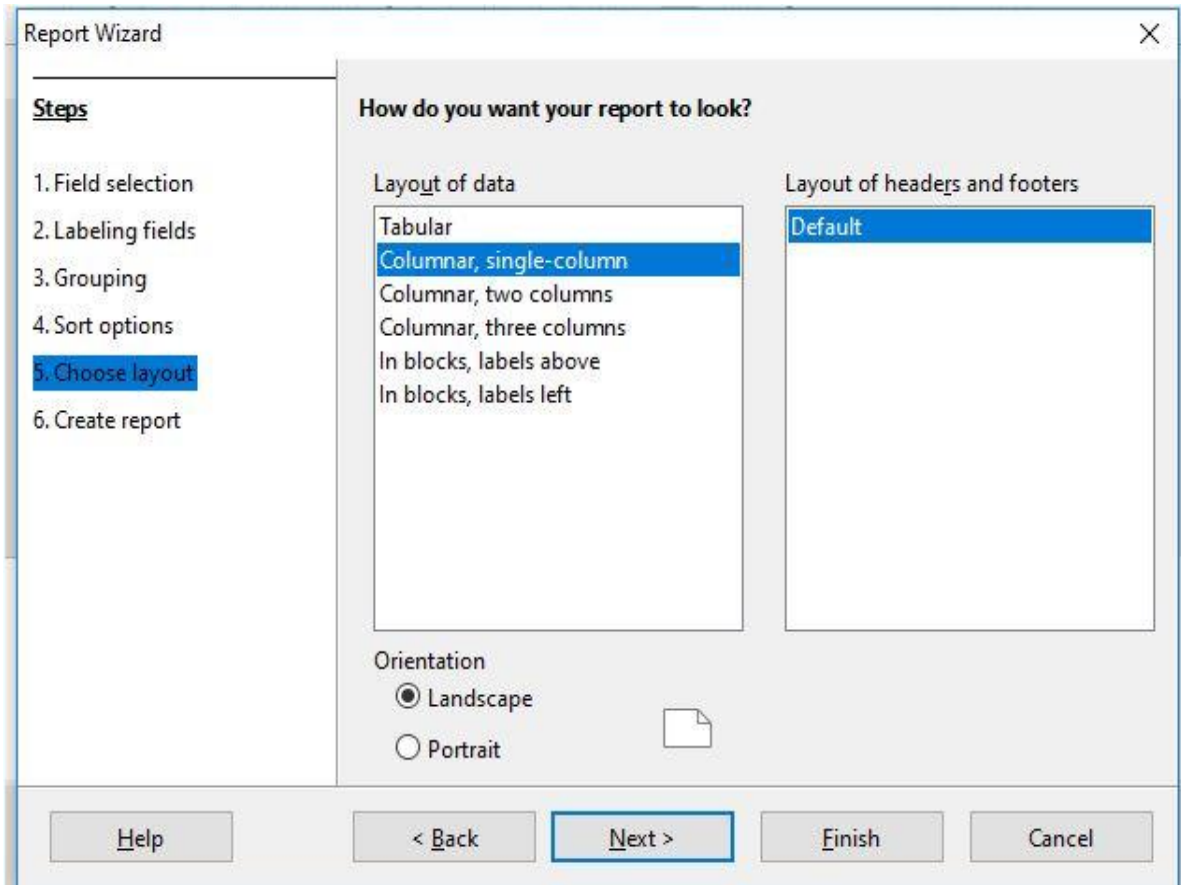 Report Wizard
Steps
1. Field selection
2. Labeling fields
3. Grouping
4. Sort options
5. Choose layout
6. Create report
How do you want your report to look?
Layout of data
Tabular
Columnar, single-column
Columnar, two columns
Columnar, three columns
In blocks, labels above
In blocks, labels left
Layout of headers and footers
Default
Orientation
Landscape
Portrait
Help
< Back
Next >
Finish
Cancel